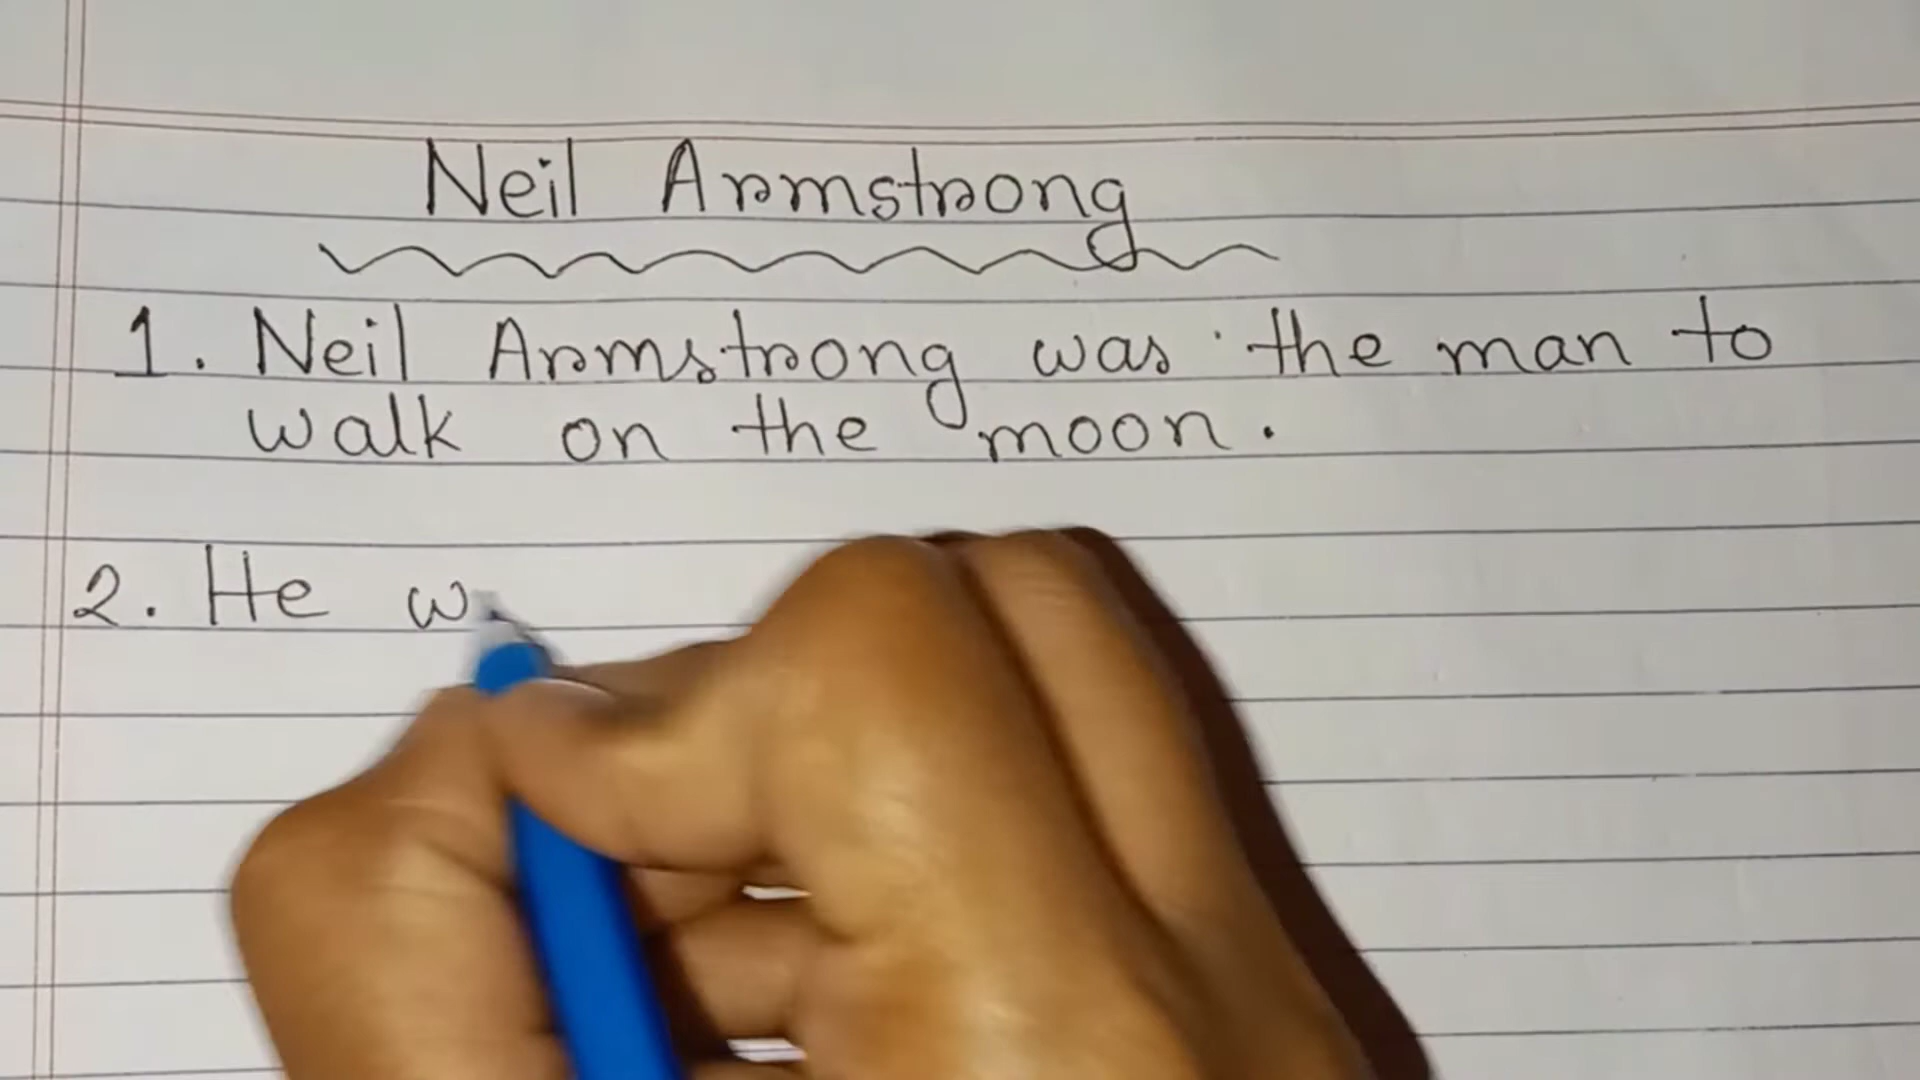 Neil Armstrong
1. Neil Armstrong was the man to
walk on the moon.
2. He w